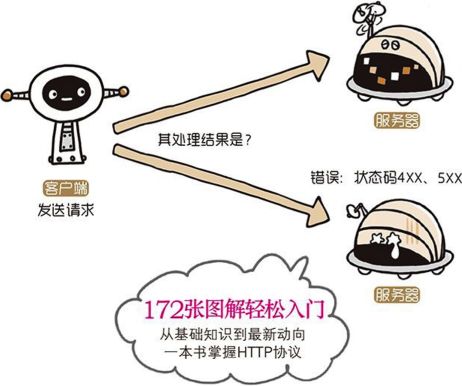 服务器
其处理结果是？
客户端
发送请求
错误：状态码4XX、5XX
服务器
172张图解轻松入门
从基础知识到最新动向
一本书掌握HTTP协议